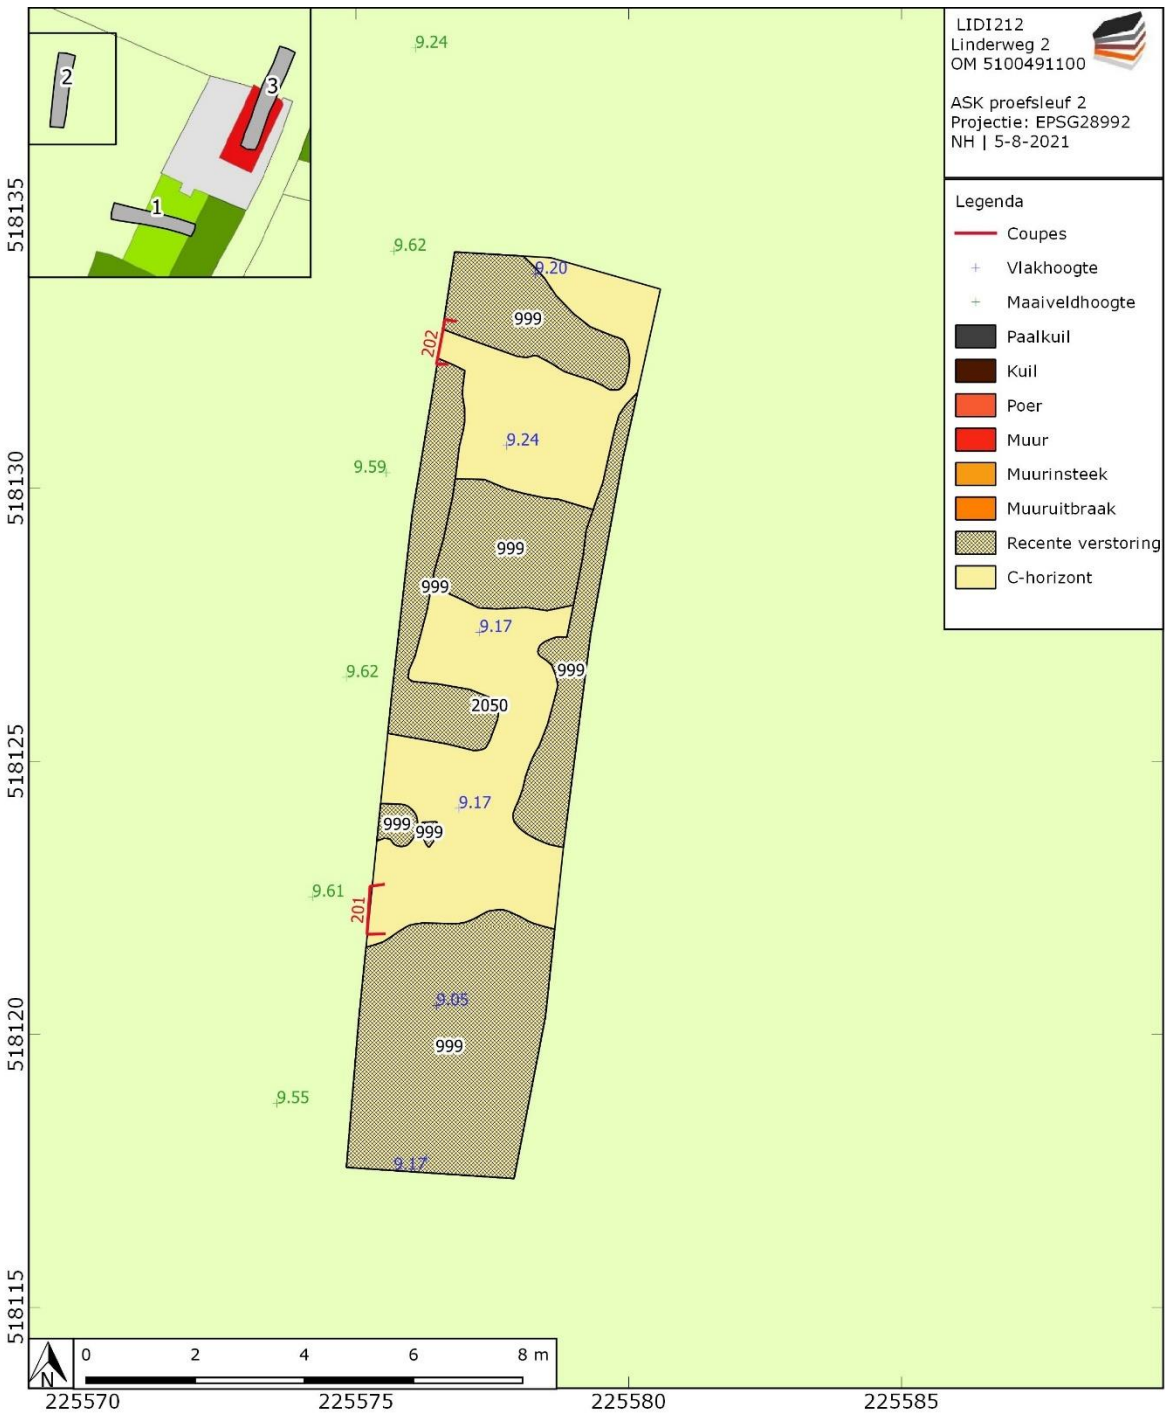 2
3
1
LIDI212
Linderweg 2
OM 5100491100
ASK proefsleuf 2
Projectie: EPSG28992
NH | 5-8-2021
Legenda
Coupes
Vlakhoogte
Maaiveldhoogte
Paalkuil
Kuil
Poer
Muur
Muurinsteek
Muuruitbraak
Recente verstoring
C-horizont
9.24
9.62
9.20
999
202
9.24
9.59
999
999
9.17
9.62
999
2050
9.17
999
999
9.61
201
9.05
999
9.55
9.17
518135
518130
518125
518120
518115
N
0 2 4 6 8 m
225570 225575 225580 225585